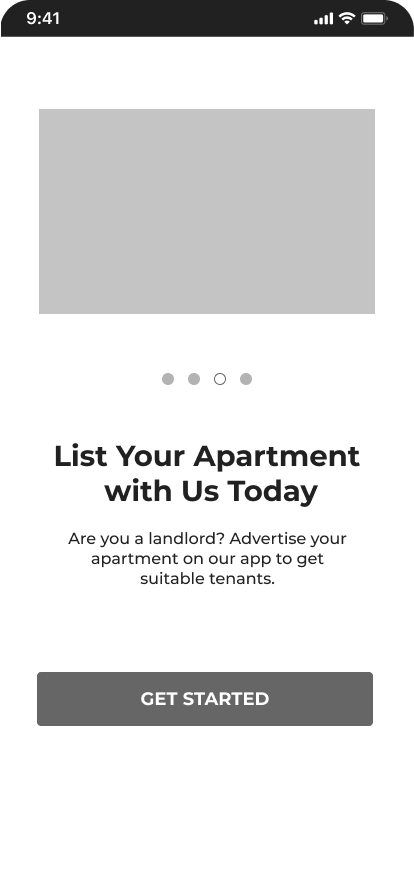 9:41
List Your Apartment
with Us Today
Are you a landlord? Advertise your
apartment on our app to get
suitable tenants.
GET STARTED